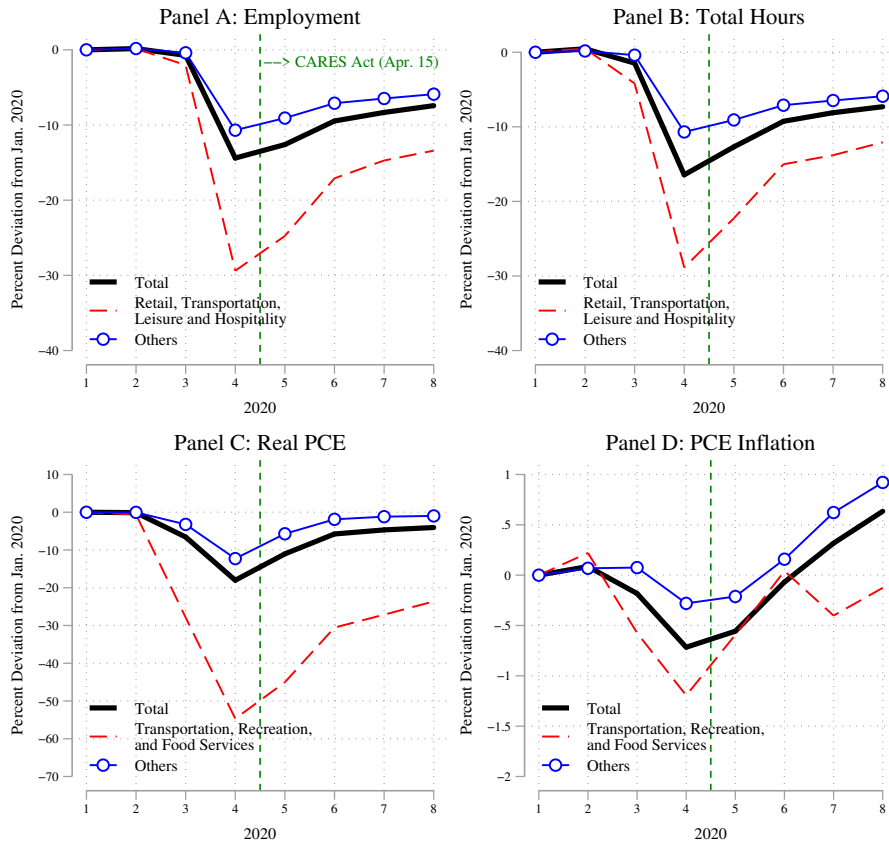 Panel A: Employment
Percent Deviation from Jan. 2020
0
−10
−20
−30
−40
−−> CARES Act (Apr. 15)
Total
Retail, Transportation,
Leisure and Hospitality
Others
1 2 3 4 5 6 7 8
2020
Panel B: Total Hours
Percent Deviation from Jan. 2020
0
−10
−20
−30
−40
Total
Retail, Transportation,
Leisure and Hospitality
Others
1 2 3 4 5 6 7 8
2020
Panel C: Real PCE
Percent Deviation from Jan. 2020
10
0
−10
−20
−30
−40
−50
−60
−70
Total
Transportation, Recreation,
and Food Services
Others
1 2 3 4 5 6 7 8
2020
Panel D: PCE Inflation
Percent Deviation from Jan. 2020
1
.5
0
−.5
−1
−1.5
−2
Total
Transportation, Recreation,
and Food Services
Others
1 2 3 4 5 6 7 8
2020